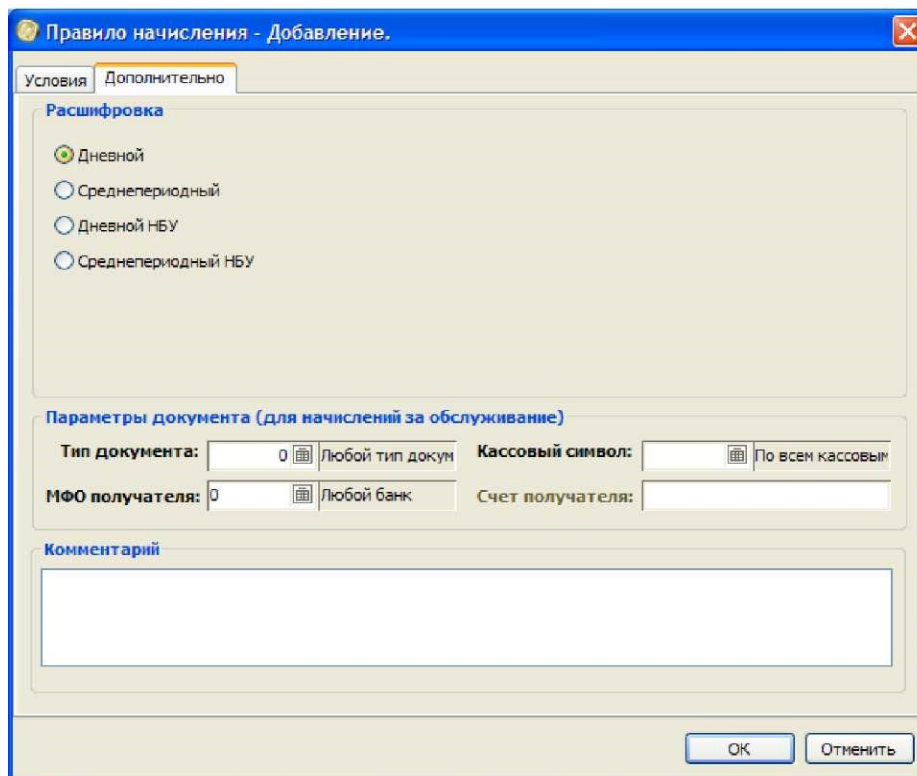 Правило начисления - Добавление.
Условия Дополнительно
Расшифровка
Дневной
Среднепериодный
Дневной НБУ
Среднепериодный НБУ
Параметры документа (для начислений за обслуживание)
Тип документа: 0 Любой тип докум Кассовый символ: По всем кассовым
МФО получателя: 0 Любой банк Счет получателя:
Комментарий
ОК Отменить